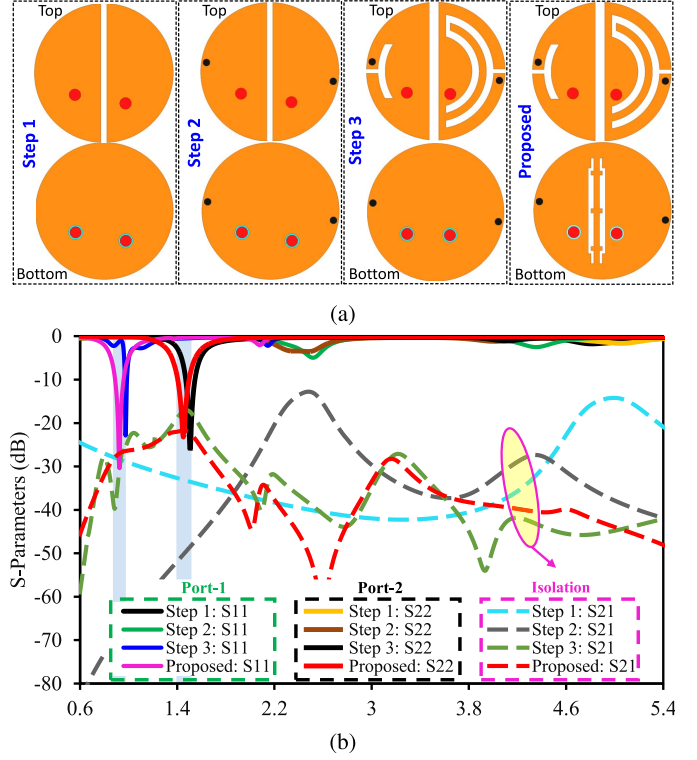 Top
Top
Top
Top
Step 1
Step 2
Step 3
Proposed
Bottom
Bottom
Bottom
Bottom
(a)
S-Parameters (dB)
0
-10
-20
-30
-40
-50
-60
-70
-80
Port-1
Step 1: S11
Step 2: S11
Step 3: S11
Proposed: S11
Port-2
Step 1: S22
Step 2: S22
Step 3: S22
Proposed: S22
Isolation
Step 1: S21
Step 2: S21
Step 3: S21
Proposed: S21
0.6 1.4 2.2 3 3.8 4.6 5.4
(b)